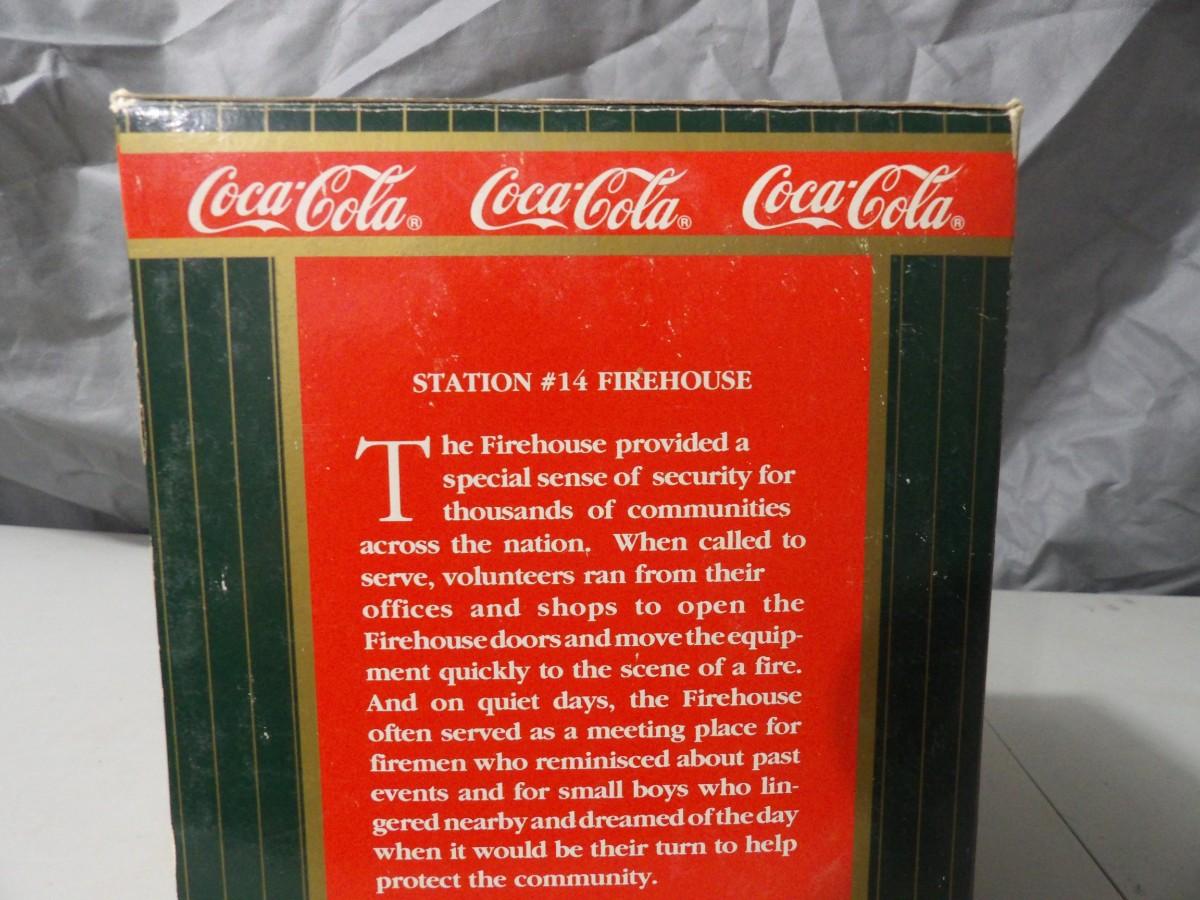 Coca-Cola® Coca-Cola® Coca-Cola®
STATION #14 FIREHOUSE
The Firehouse provided a
special sense of security for
thousands of communities
across the nation. When called to
serve, volunteers ran from their
offices and shops to open the
Firehouse doors and move the equip-
ment quickly to the scene of a fire.
And on quiet days, the Firehouse
often served as a meeting place for
firemen who reminisced about past
events and for small boys who lin-
gered nearby and dreamed of the day
when it would be their turn to help
protect the community.